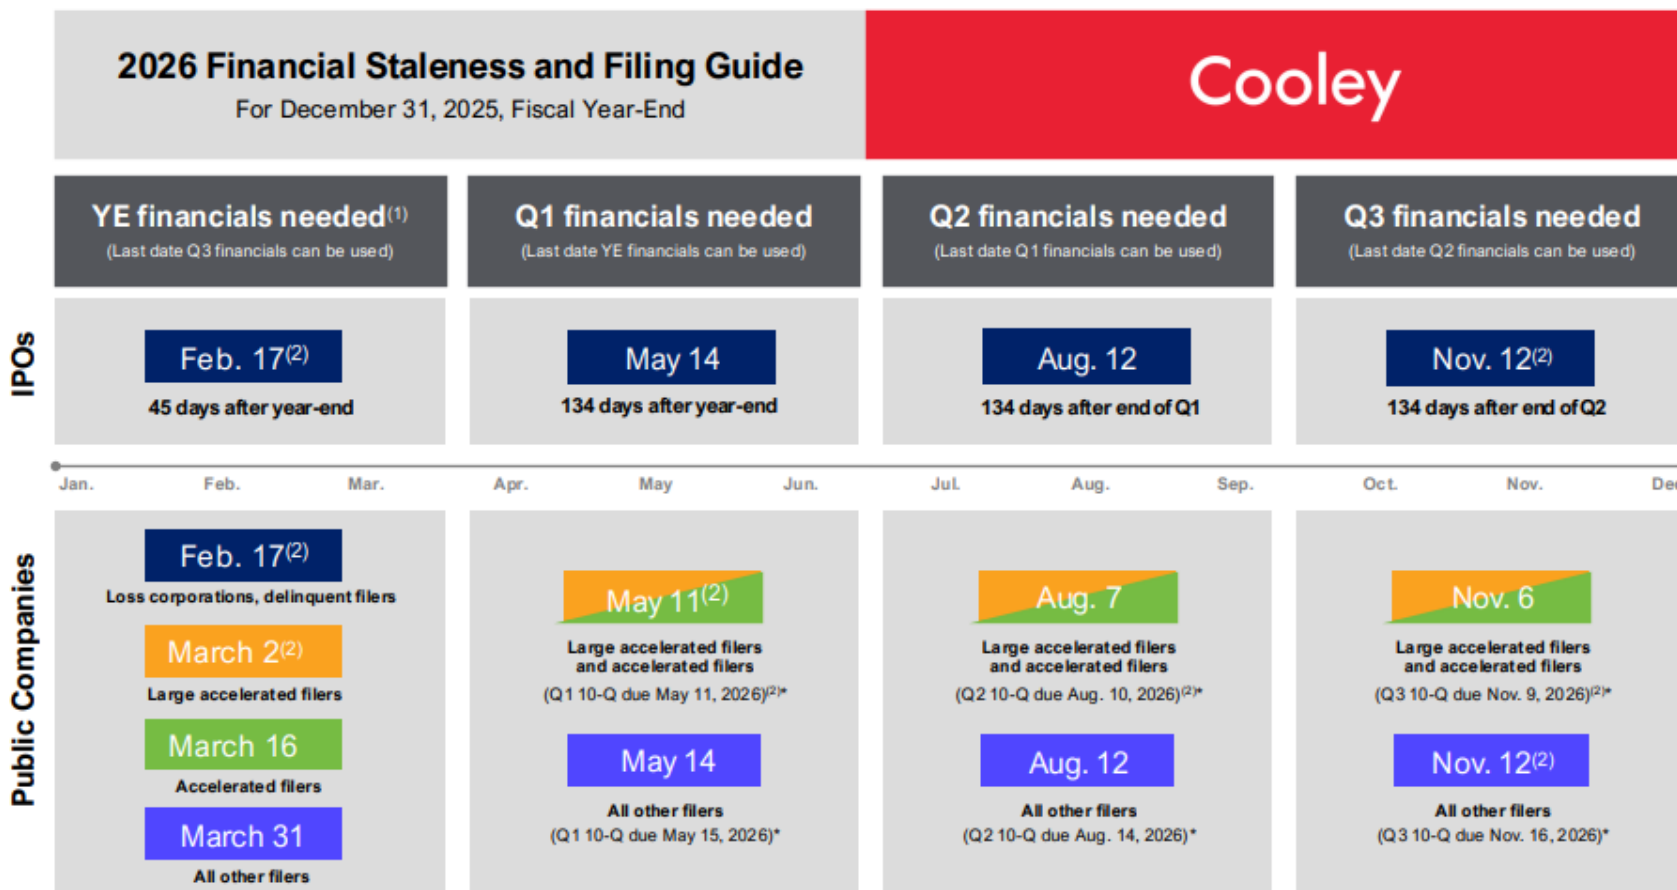 2026 Financial Staleness and Filing Guide
For December 31, 2025, Fiscal Year-End
Cooley
YE financials needed(1)
(Last date Q3 financials can be used)
Q1 financials needed
(Last date YE financials can be used)
Q2 financials needed
(Last date Q1 financials can be used)
Q3 financials needed
(Last date Q2 financials can be used)
IPOs
Feb. 17(2)
45 days after year-end
May 14
134 days after year-end
Aug. 12
134 days after end of Q1
Nov. 12(2)
134 days after end of Q2
Jan. Feb. Mar. Apr. May Jun. Jul. Aug. Sep. Oct. Nov. Dec
Public Companies
Feb. 17(2)
Loss corporations, delinquent filers
March 2(2)
Large accelerated filers
March 16
Accelerated filers
March 31
All other filers
May 11(2)
Large accelerated filers
and accelerated filers
(Q1 10-Q due May 11, 2026)(2)*
May 14
All other filers
(Q1 10-Q due May 15, 2026)*
Aug. 7
Large accelerated filers
and accelerated filers
(Q2 10-Q due Aug. 10, 2026)(2)*
Aug. 12
All other filers
(Q2 10-Q due Aug. 14, 2026)*
Nov. 6
Large accelerated filers
and accelerated filers
(Q3 10-Q due Nov. 9, 2026)(2)*
Nov. 12(2)
All other filers
(Q3 10-Q due Nov. 16, 2026)*